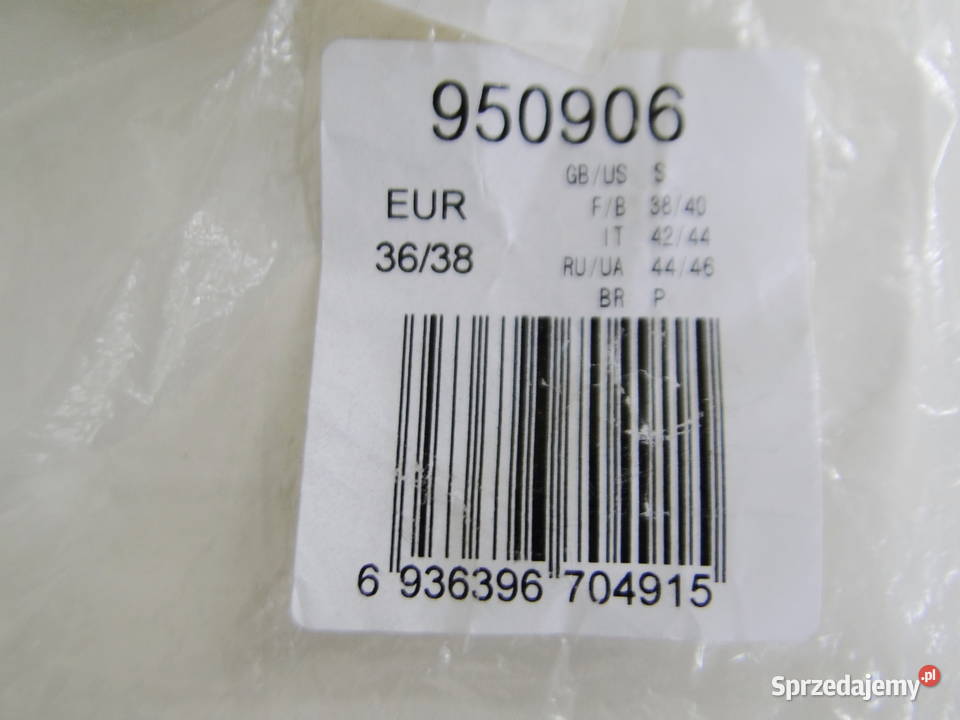 950906
EUR
36/38
GB/US S
F/B 38/40
IT 42/44
RU/UA 44/46
BR P
6 936396 704915
Sprzedajemy.pl